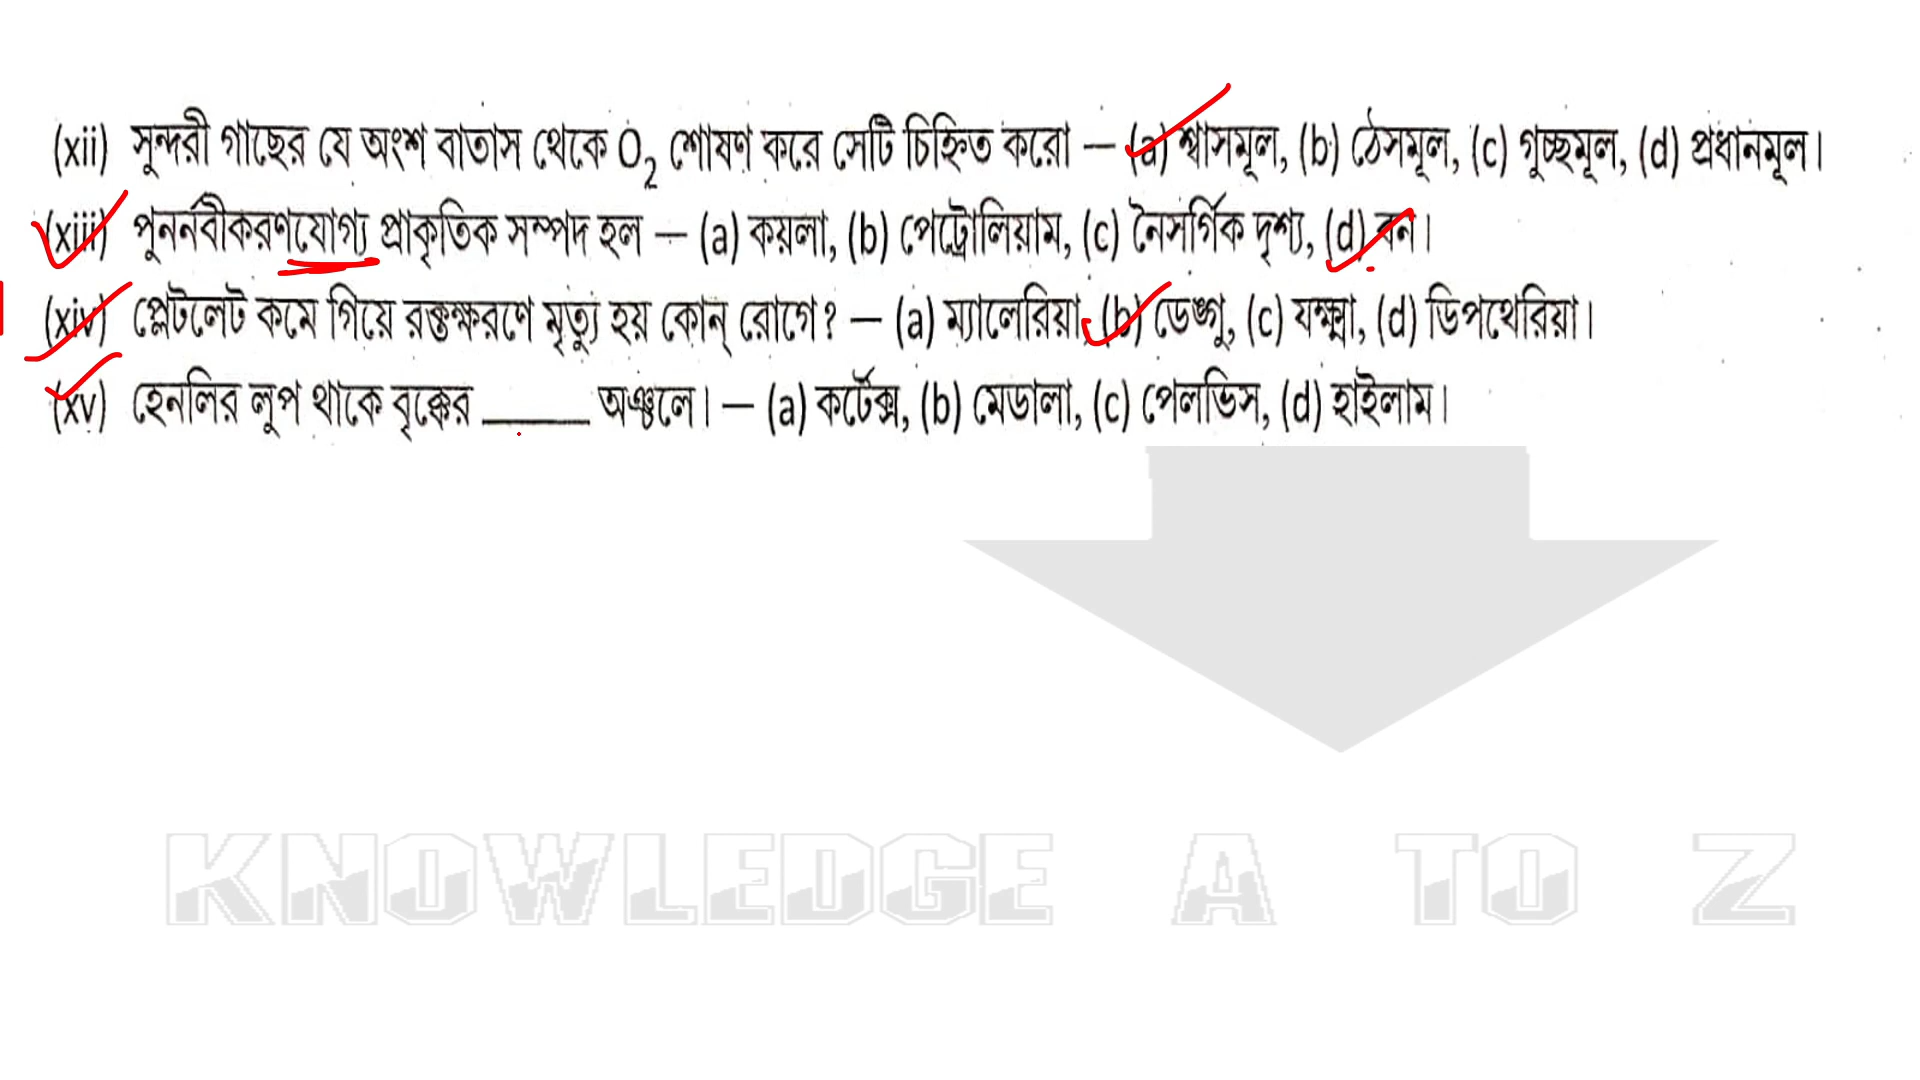 (xii) সুন্দরী গাছের যে অংশ বাতাস থেকে O₂ শোষণ করে সেটি চিহ্নিত করো — (a) শ্বাসমূল, (b) ঠেসমূল, (c) গুচ্ছমূল, (d) প্রধানমূল।
(xiii) পুনর্নবীকরণযোগ্য প্রাকৃতিক সম্পদ হল — (a) কয়লা, (b) পেট্রোলিয়াম, (c) নৈসর্গিক দৃশ্য, (d) বন।
(xiv) প্লেটলেট কমে গিয়ে রক্তক্ষরণে মৃত্যু হয় কোন্ রোগে? — (a) ম্যালেরিয়া, (b) ডেঙ্গু, (c) যক্ষ্মা, (d) ডিপথেরিয়া।
(xv) হেনলির লুপ থাকে বৃক্কের _____ অঞ্চলে। — (a) কর্টেক্স, (b) মেডালা, (c) পেলভিস, (d) হাইলাম।
KNOWLEDGE A TO Z